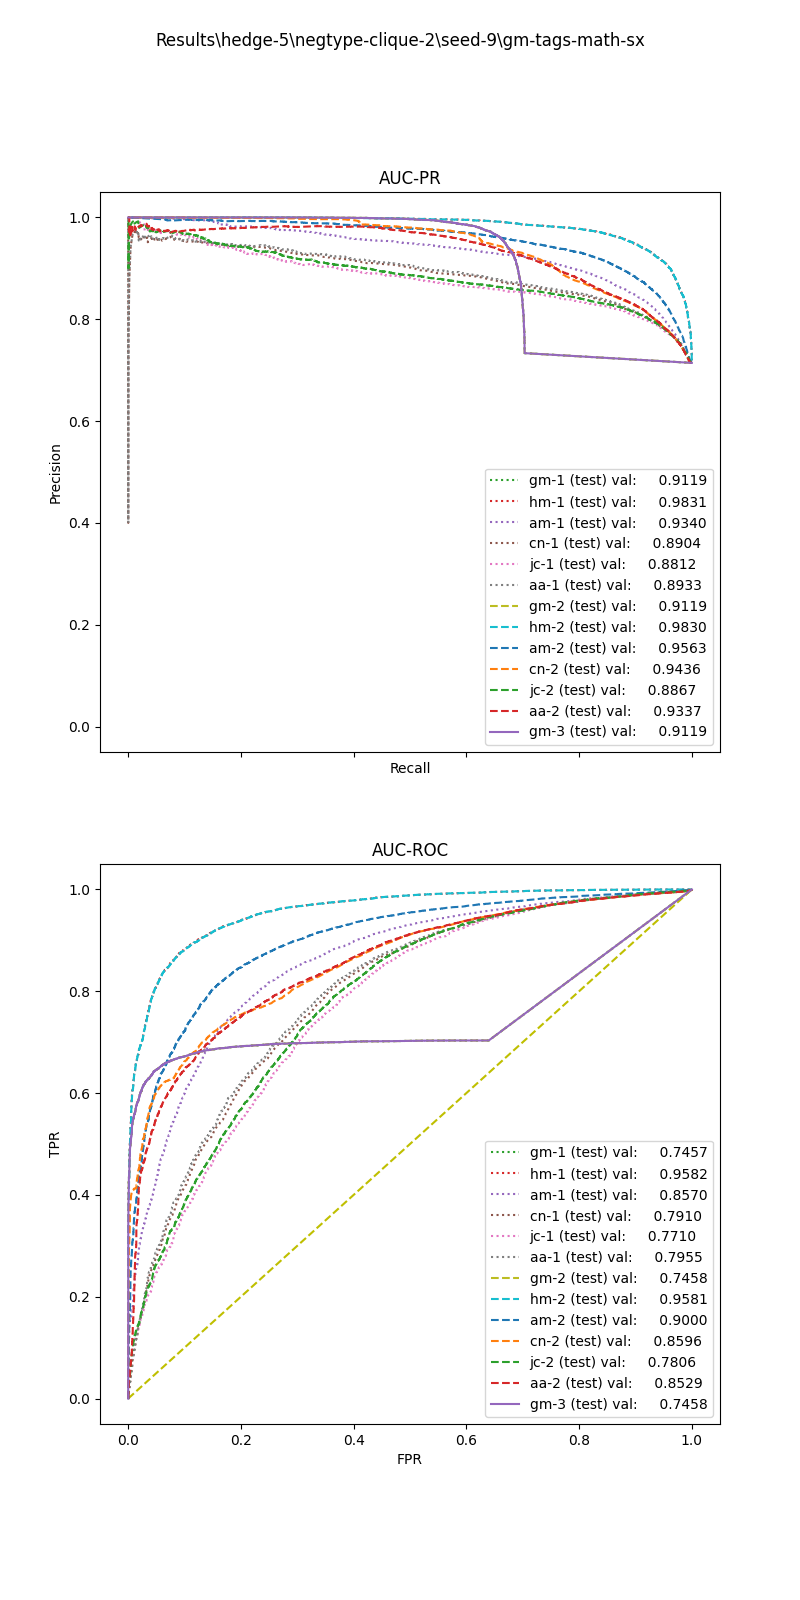 Results\hedge-5\negtype-clique-2\seed-9\gm-tags-math-sx
AUC-PR
1.0
0.8
0.6
0.4
0.2
0.0
Precision
Recall
gm-1 (test) val: 0.9119
hm-1 (test) val: 0.9831
am-1 (test) val: 0.9340
cn-1 (test) val: 0.8904
jc-1 (test) val: 0.8812
aa-1 (test) val: 0.8933
gm-2 (test) val: 0.9119
hm-2 (test) val: 0.9830
am-2 (test) val: 0.9563
cn-2 (test) val: 0.9436
jc-2 (test) val: 0.8867
aa-2 (test) val: 0.9337
gm-3 (test) val: 0.9119
AUC-ROC
1.0
0.8
0.6
0.4
0.2
0.0
TPR
gm-1 (test) val: 0.7457
hm-1 (test) val: 0.9582
am-1 (test) val: 0.8570
cn-1 (test) val: 0.7910
jc-1 (test) val: 0.7710
aa-1 (test) val: 0.7955
gm-2 (test) val: 0.7458
hm-2 (test) val: 0.9581
am-2 (test) val: 0.9000
cn-2 (test) val: 0.8596
jc-2 (test) val: 0.7806
aa-2 (test) val: 0.8529
gm-3 (test) val: 0.7458
0.0 0.2 0.4 0.6 0.8 1.0
FPR